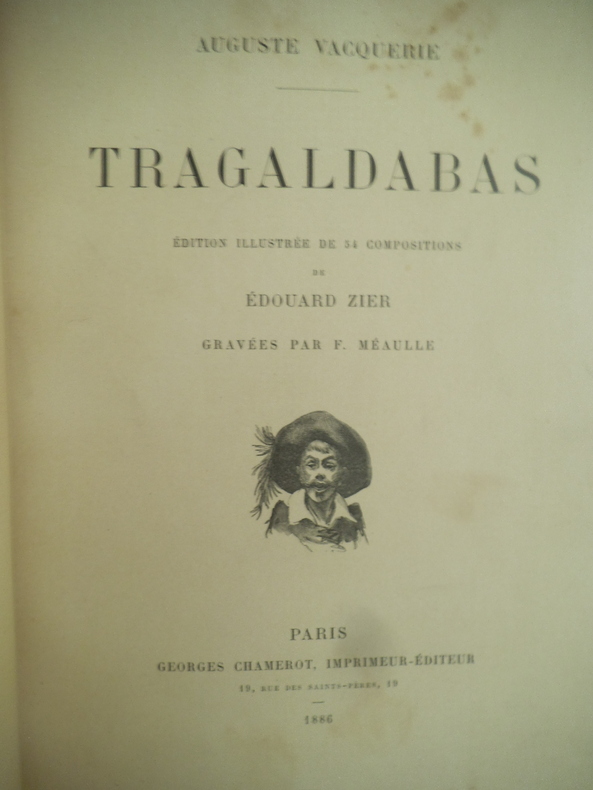 AUGUSTE VACQUERIE
TRAGALDABAS
ÉDITION ILLUSTRÉE DE 54 COMPOSITIONS
DE
ÉDOUARD ZIER
GRAVÉES PAR F. MÉAULLE
PARIS
GEORGES CHAMEROT, IMPRIMEUR-ÉDITEUR
19, RUE DES SAINTS-PÈRES, 19
1886